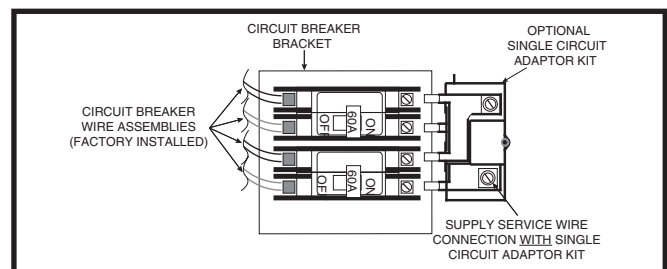 CIRCUIT BREAKER
BRACKET
OPTIONAL
SINGLE CIRCUIT
ADAPTOR KIT
CIRCUIT BREAKER
WIRE ASSEMBLIES
(FACTORY INSTALLED)
OFF
60A
ON
OFF
60A
ON
SUPPLY SERVICE WIRE
CONNECTION WITH SINGLE
CIRCUIT ADAPTOR KIT